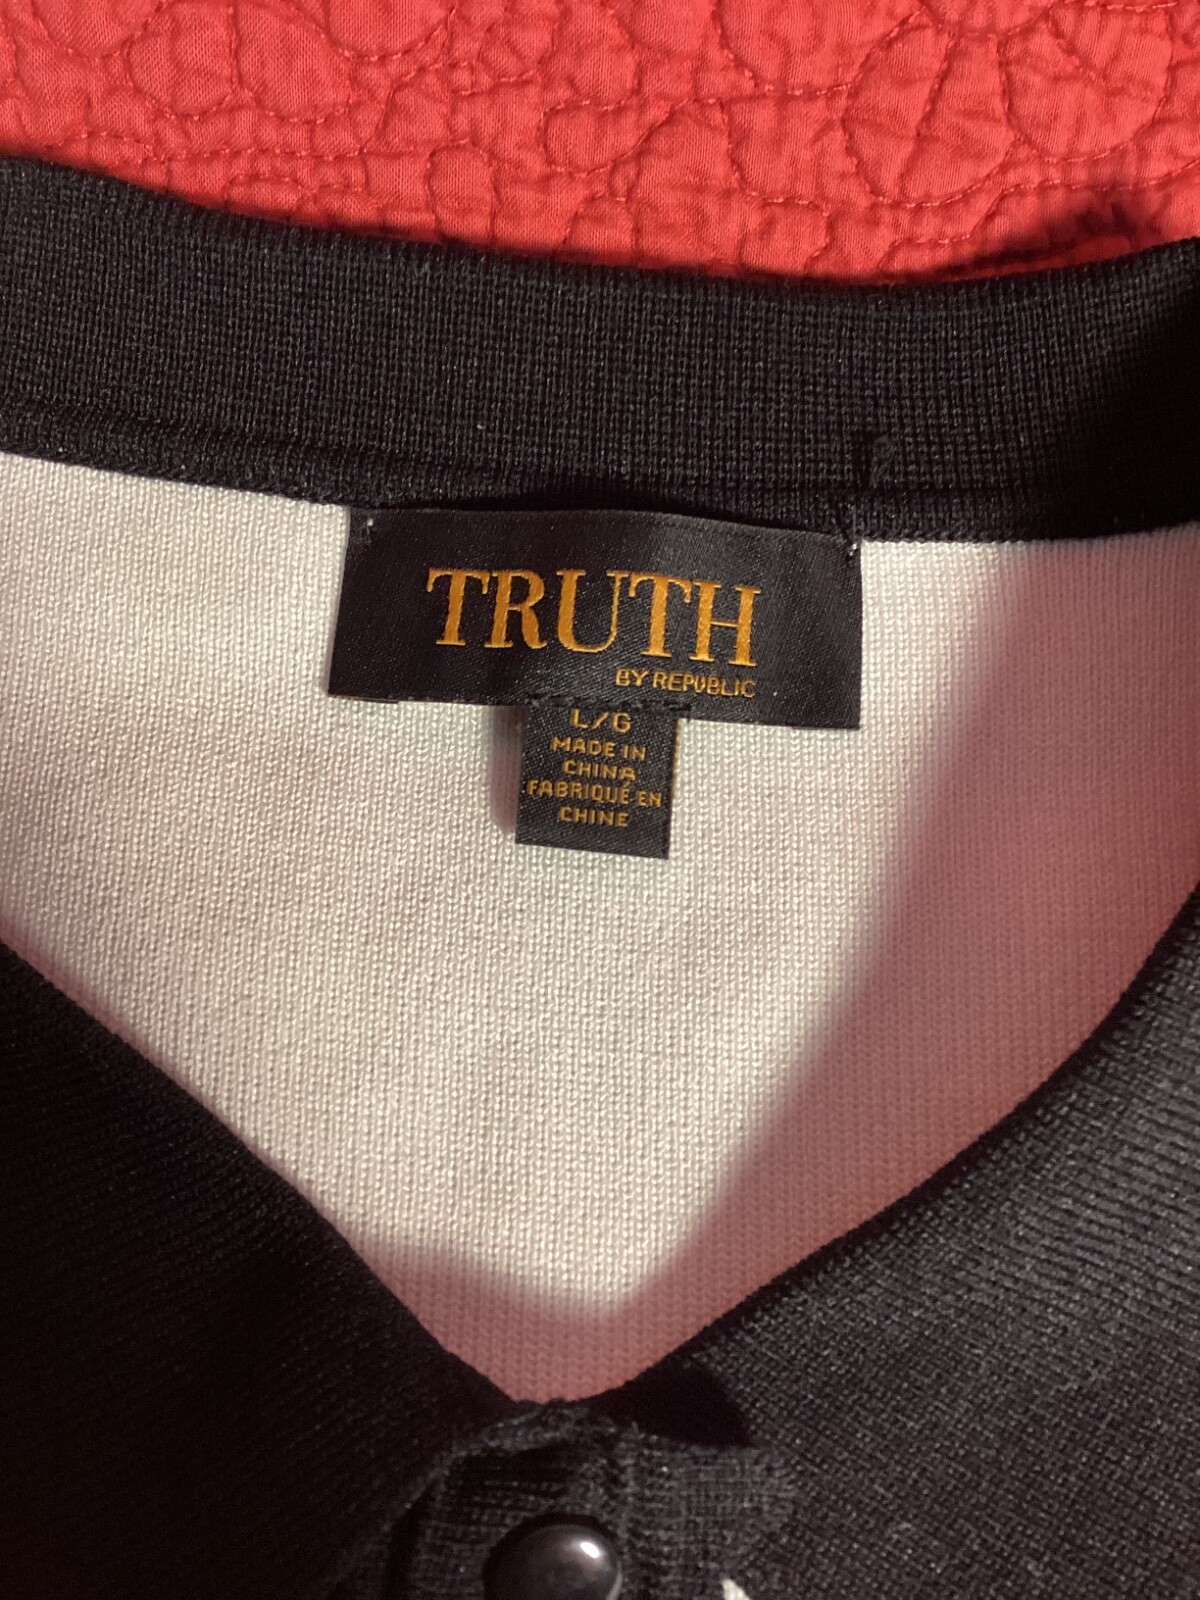 TRUTH
BY REPUBLIC
L/G
MADE IN
CHINA
FABRIQUÉ EN
CHINE